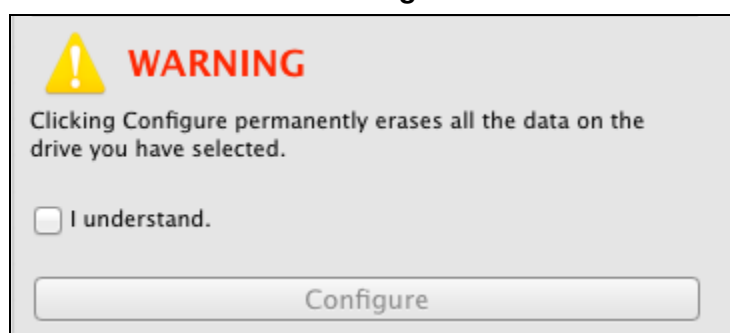 WARNING
Clicking Configure permanently erases all the data on the
drive you have selected.
I understand.
Configure